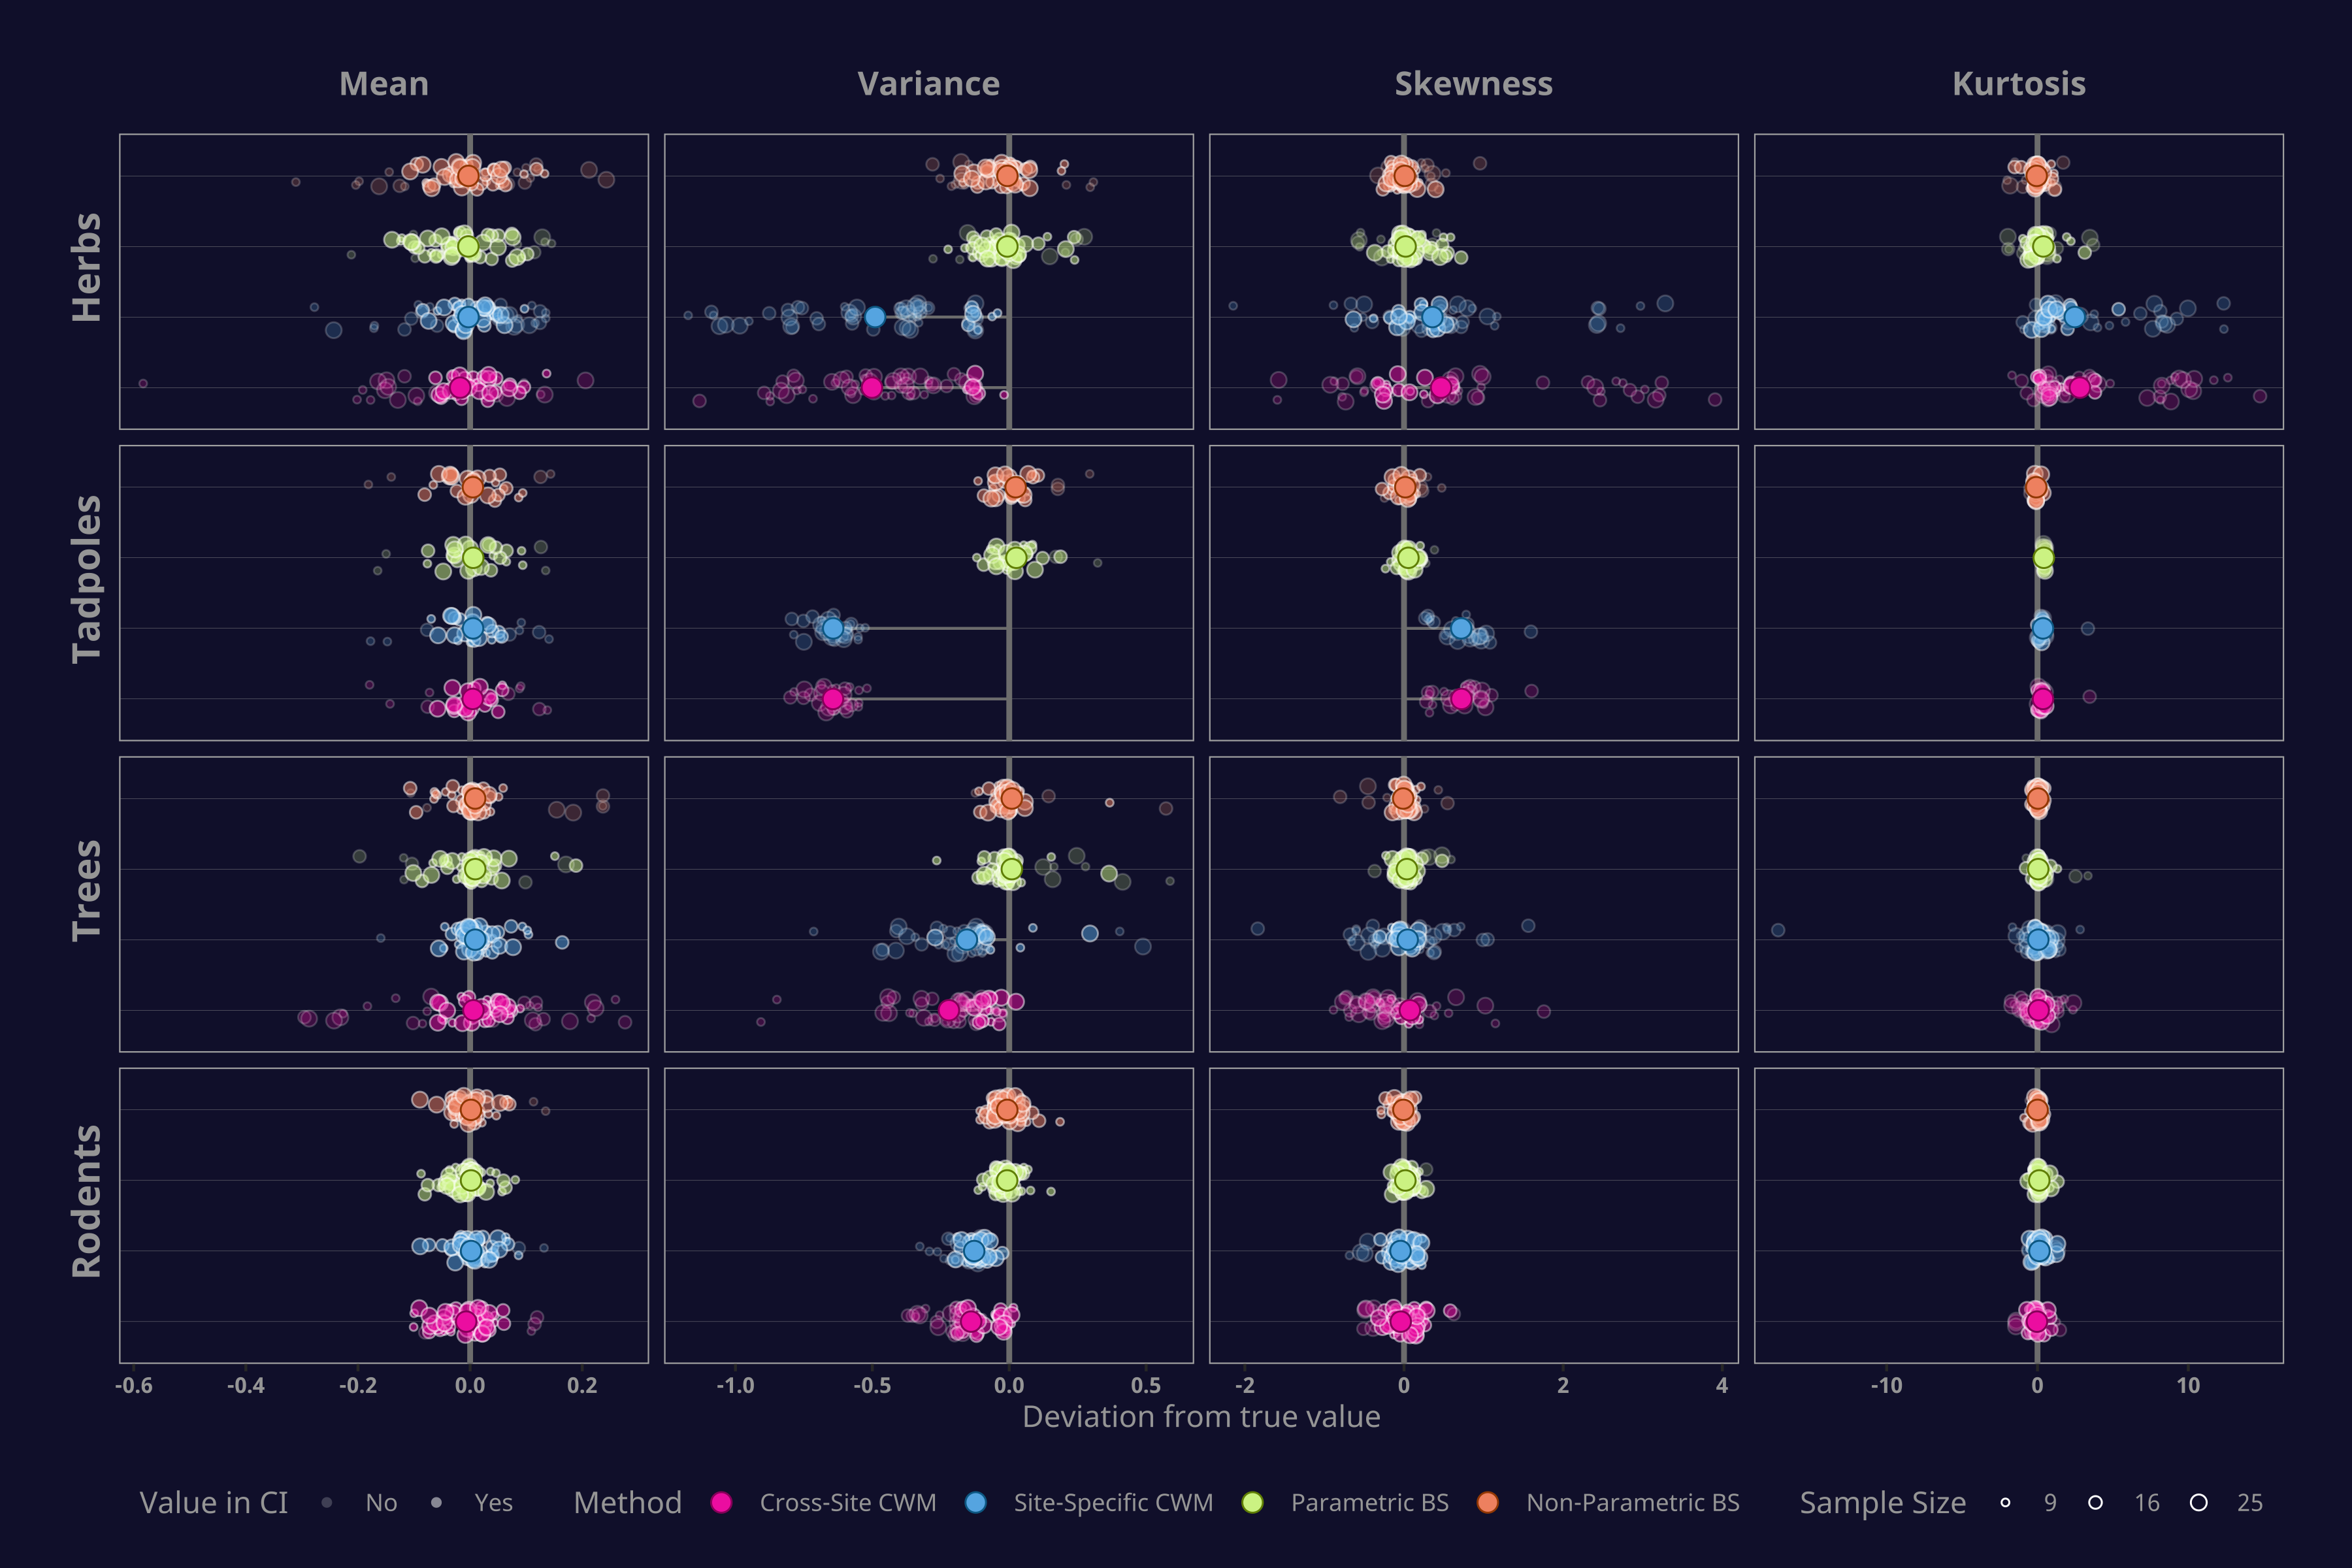 Mean Variance Skewness Kurtosis
Herbs
Tadpoles
Trees
Rodents
-0.6 -0.4 -0.2 0.0 0.2 -1.0 -0.5 0.0 0.5 -2 0 2 4 -10 0 10
Deviation from true value
Value in CI No Yes Method Cross-Site CWM Site-Specific CWM Parametric BS Non-Parametric BS Sample Size 9 16 25